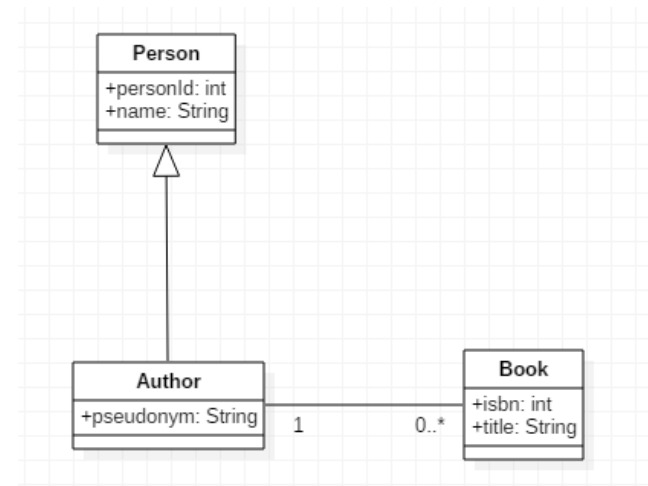 Person
+personId: int
+name: String
Author
+pseudonym: String
1
0..*
Book
+isbn: int
+title: String